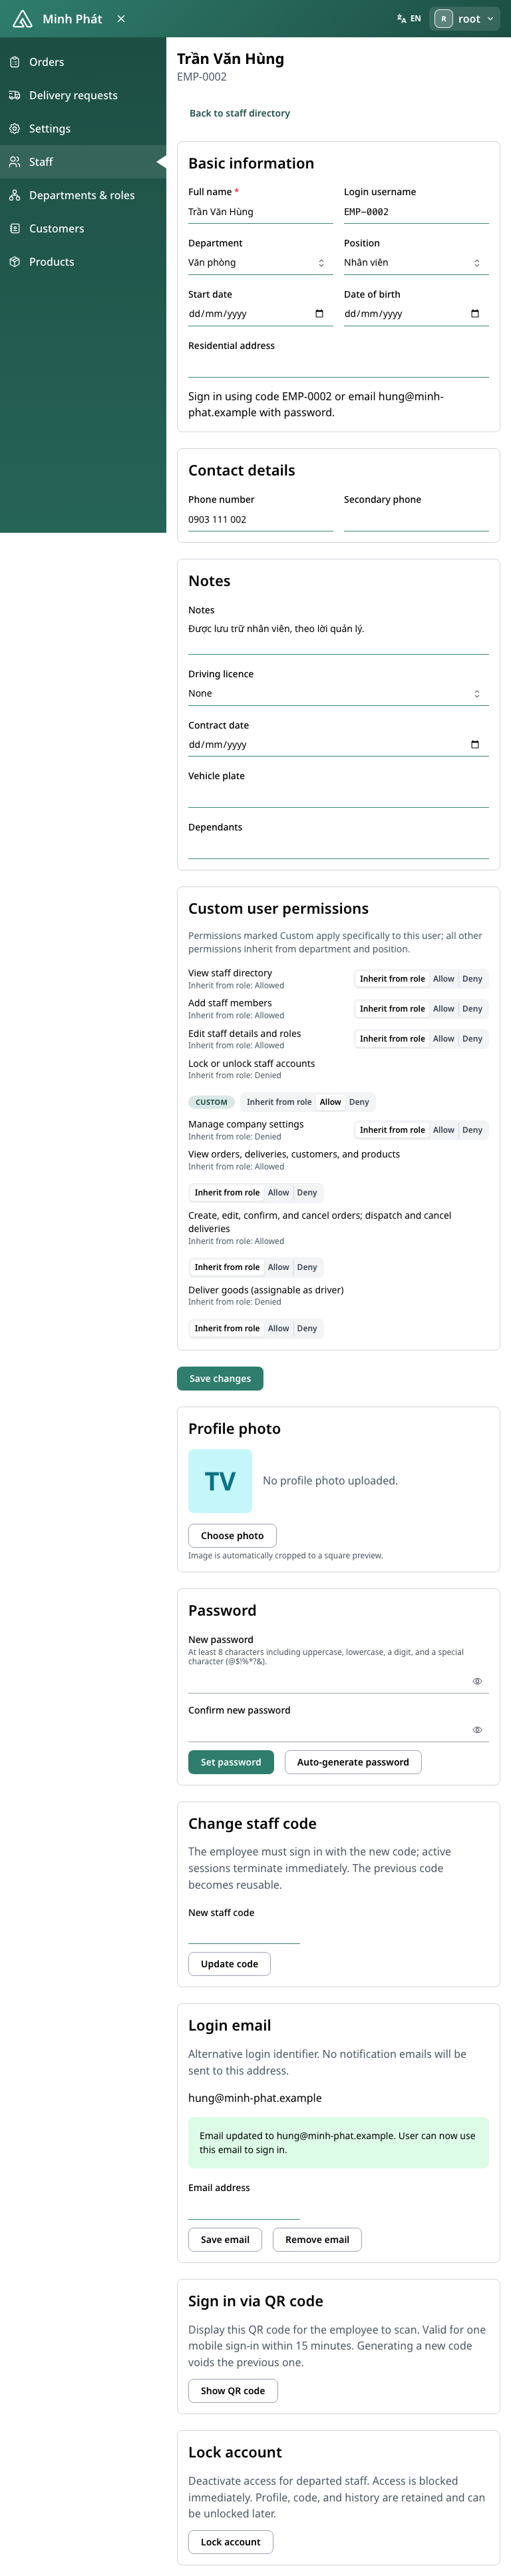 Minh Phát
EN
R
root
Orders
Delivery requests
Settings
Staff
Departments & roles
Customers
Products
Trần Văn Hùng
EMP-0002
Back to staff directory
Basic information
Full name *
Login username
Trần Văn Hùng
EMP-0002
Department
Position
Văn phòng
Nhân viên
Start date
Date of birth
dd/mm/yyyy
dd/mm/yyyy
Residential address
Sign in using code EMP-0002 or email hung@minh-
phat.example with password.
Contact details
Phone number
Secondary phone
0903 111 002
Notes
Notes
Được lưu trữ nhân viên, theo lời quản lý.
Driving licence
None
Contract date
dd/mm/yyyy
Vehicle plate
Dependants
Custom user permissions
Permissions marked Custom apply specifically to this user; all other
permissions inherit from department and position.
View staff directory
Inherit from role: Allowed
Inherit from role Allow Deny
Add staff members
Inherit from role: Allowed
Inherit from role Allow Deny
Edit staff details and roles
Inherit from role: Allowed
Inherit from role Allow Deny
Lock or unlock staff accounts
Inherit from role: Denied
CUSTOM
Inherit from role Allow Deny
Manage company settings
Inherit from role: Denied
Inherit from role Allow Deny
View orders, deliveries, customers, and products
Inherit from role: Allowed
Inherit from role Allow Deny
Create, edit, confirm, and cancel orders; dispatch and cancel
deliveries
Inherit from role: Allowed
Inherit from role Allow Deny
Deliver goods (assignable as driver)
Inherit from role: Denied
Inherit from role Allow Deny
Save changes
Profile photo
TV
No profile photo uploaded.
Choose photo
Image is automatically cropped to a square preview.
Password
New password
At least 8 characters including uppercase, lowercase, a digit, and a special
character (@$!%*?&).
Confirm new password
Set password
Auto-generate password
Change staff code
The employee must sign in with the new code; active
sessions terminate immediately. The previous code
becomes reusable.
New staff code
Update code
Login email
Alternative login identifier. No notification emails will be
sent to this address.
hung@minh-phat.example
Email updated to hung@minh-phat.example. User can now use
this email to sign in.
Email address
Save email
Remove email
Sign in via QR code
Display this QR code for the employee to scan. Valid for one
mobile sign-in within 15 minutes. Generating a new code
voids the previous one.
Show QR code
Lock account
Deactivate access for departed staff. Access is blocked
immediately. Profile, code, and history are retained and can
be unlocked later.
Lock account